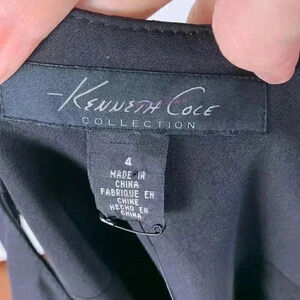 KENNETH COLE
COLLECTION
4
MADE IN
CHINA
FABRIQUE EN
CHINE
HECHO EN
CHINA